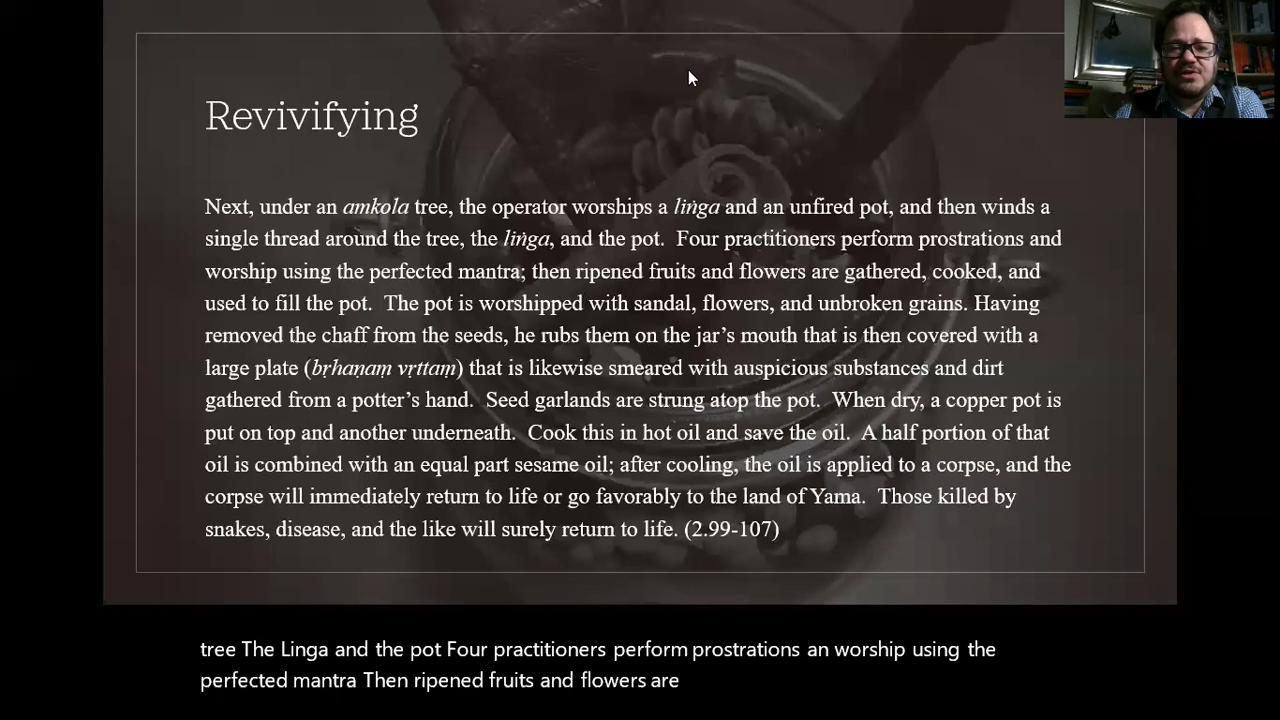 Revivifying
Next, under an amkola tree, the operator worships a liṅga and an unfired pot, and then winds a
single thread around the tree, the liṅga, and the pot.  Four practitioners perform prostrations and
worship using the perfected mantra; then ripened fruits and flowers are gathered, cooked, and
used to fill the pot.  The pot is worshipped with sandal, flowers, and unbroken grains. Having
removed the chaff from the seeds, he rubs them on the jar’s mouth that is then covered with a
large plate (bṛhaṇaṃ vṛttaṃ) that is likewise smeared with auspicious substances and dirt
gathered from a potter’s hand.  Seed garlands are strung atop the pot.  When dry, a copper pot is
put on top and another underneath.  Cook this in hot oil and save the oil.  A half portion of that
oil is combined with an equal part sesame oil; after cooling, the oil is applied to a corpse, and the
corpse will immediately return to life or go favorably to the land of Yama.  Those killed by
snakes, disease, and the like will surely return to life. (2.99-107)
tree The Linga and the pot Four practitioners perform prostrations an worship using the
perfected mantra Then ripened fruits and flowers are